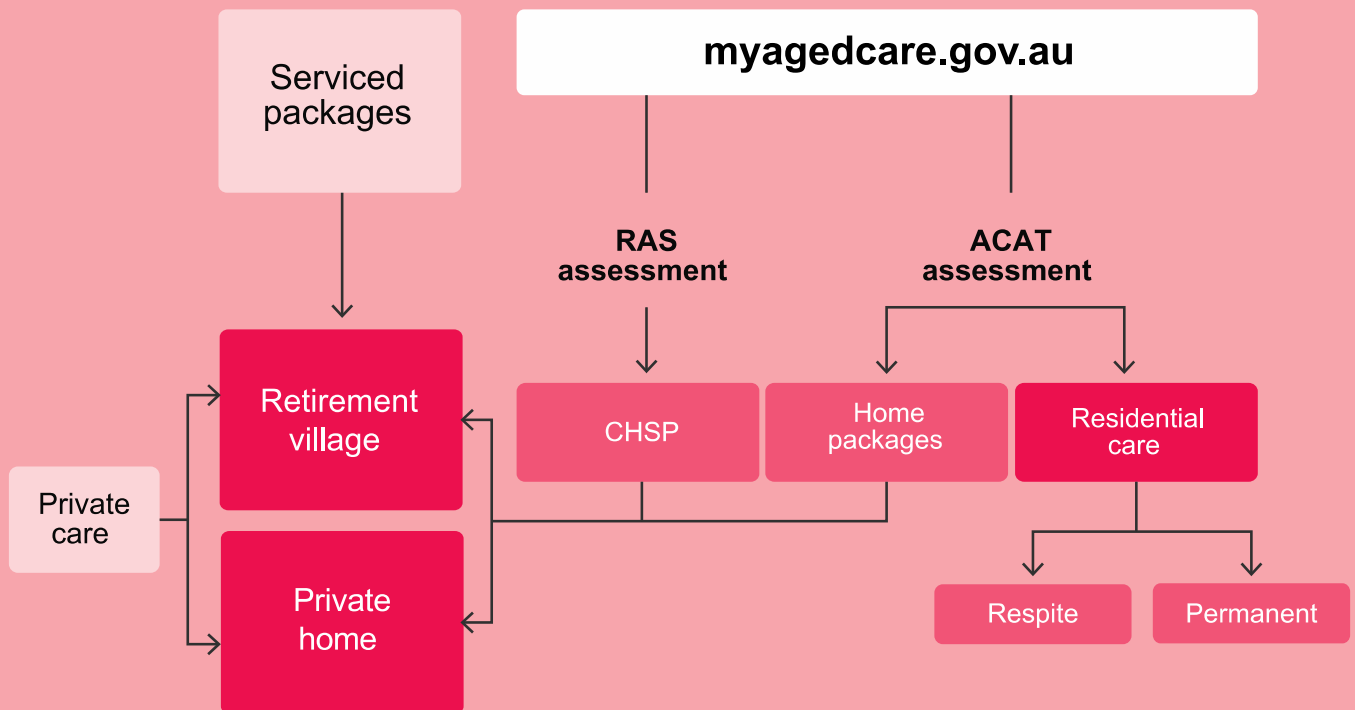 Serviced
packages
myagedcare.gov.au
RAS
assessment
ACAT
assessment
Retirement
village
CHSP
Home
packages
Residential
care
Private
care
Private
home
Respite
Permanent